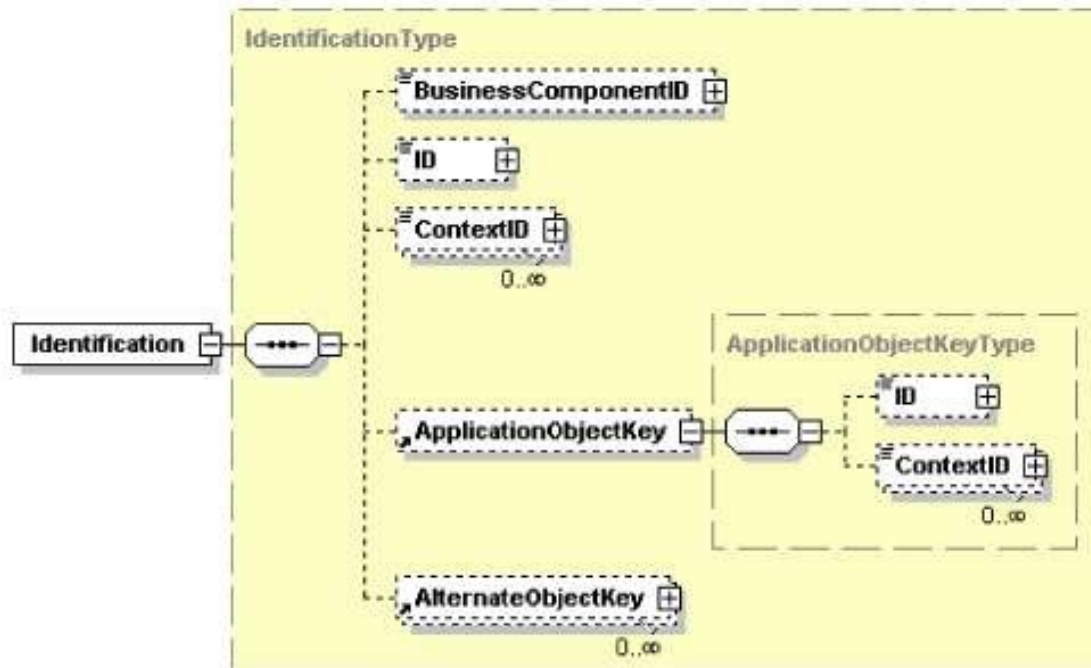 IdentificationType
BusinessComponentID
ID
ContextID
0..∞
Identification
ApplicationObjectKeyType
ID
ApplicationObjectKey
ContextID
0..∞
AlternateObjectKey
0..∞